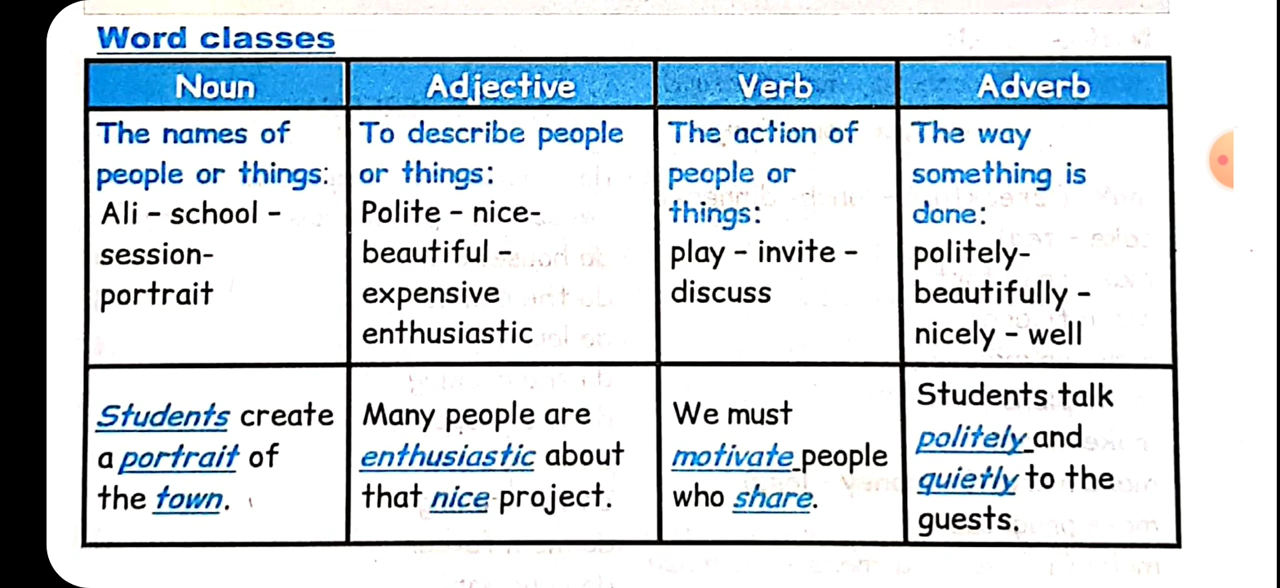 Word classes
Noun
Adjective
Verb
Adverb
The names of
people or things:
Ali – school –
session-
portrait
To describe people
or things:
Polite – nice-
beautiful –
expensive
enthusiastic
The action of
people or
things:
play – invite –
discuss
The way
something is
done:
politely-
beautifully –
nicely – well
Students create
a portrait of
the town.
Many people are
enthusiastic about
that nice project.
We must
motivate people
who share.
Students talk
politely and
quietly to the
guests.